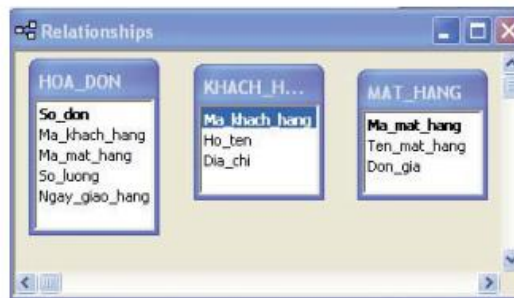 Relationships
HOA_DON
So_don
Ma_khach_hang
Ma_mat_hang
So_luong
Ngay_giao_hang
KHACH_H...
Ma_khach_hang
Ho_ten
Dia_chi
MAT_HANG
Ma_mat_hang
Ten_mat_hang
Don_gia